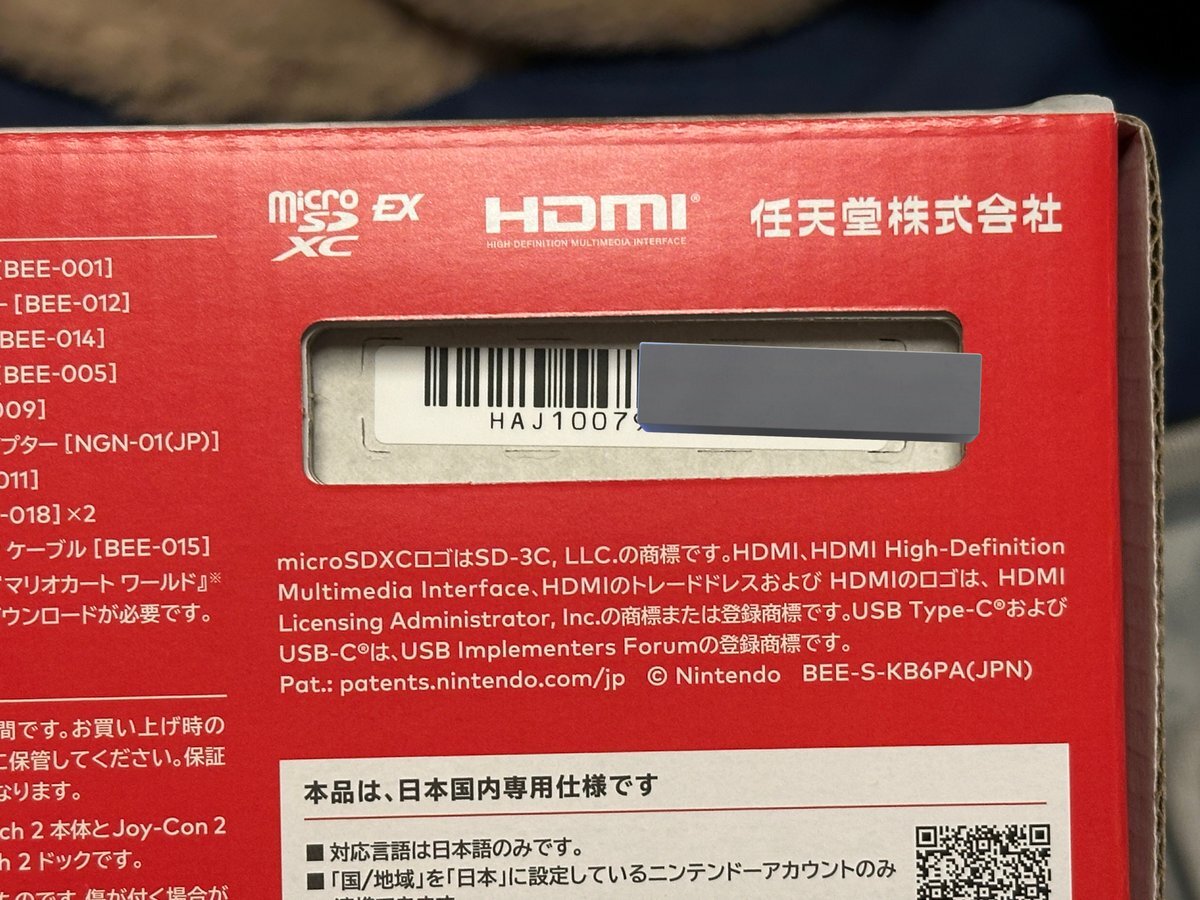 micro
SD EX
XC
HDMI®
HIGH-DEFINITION MULTIMEDIA INTERFACE
任天堂株式会社
[BEE-001]
ー [BEE-012]
BEE-014]
[BEE-005]
009]
プター [NGN-01(JP)]
011]
-018] ×2
ケーブル [BEE-015]
『マリオカート ワールド』※
ウンロードが必要です。
HAJ10079
microSDXCロゴはSD-3C, LLC.の商標です。HDMI、HDMI High-Definition
Multimedia Interface、HDMIのトレードドレスおよび HDMIのロゴは、HDMI
Licensing Administrator, Inc.の商標または登録商標です。USB Type-C®および
USB-C®は、USB Implementers Forumの登録商標です。
Pat.: patents.nintendo.com/jp © Nintendo BEE-S-KB6PA(JPN)
間です。お買い上げ時の
に保管してください。保証
なります。
ch 2 本体とJoy-Con 2
h 2 ドックです。
ものです。傷が付く場合が
本品は、日本国内専用仕様です
■ 対応言語は日本語のみです。
■ 「国/地域」を「日本」に設定しているニンテンドーアカウントのみ